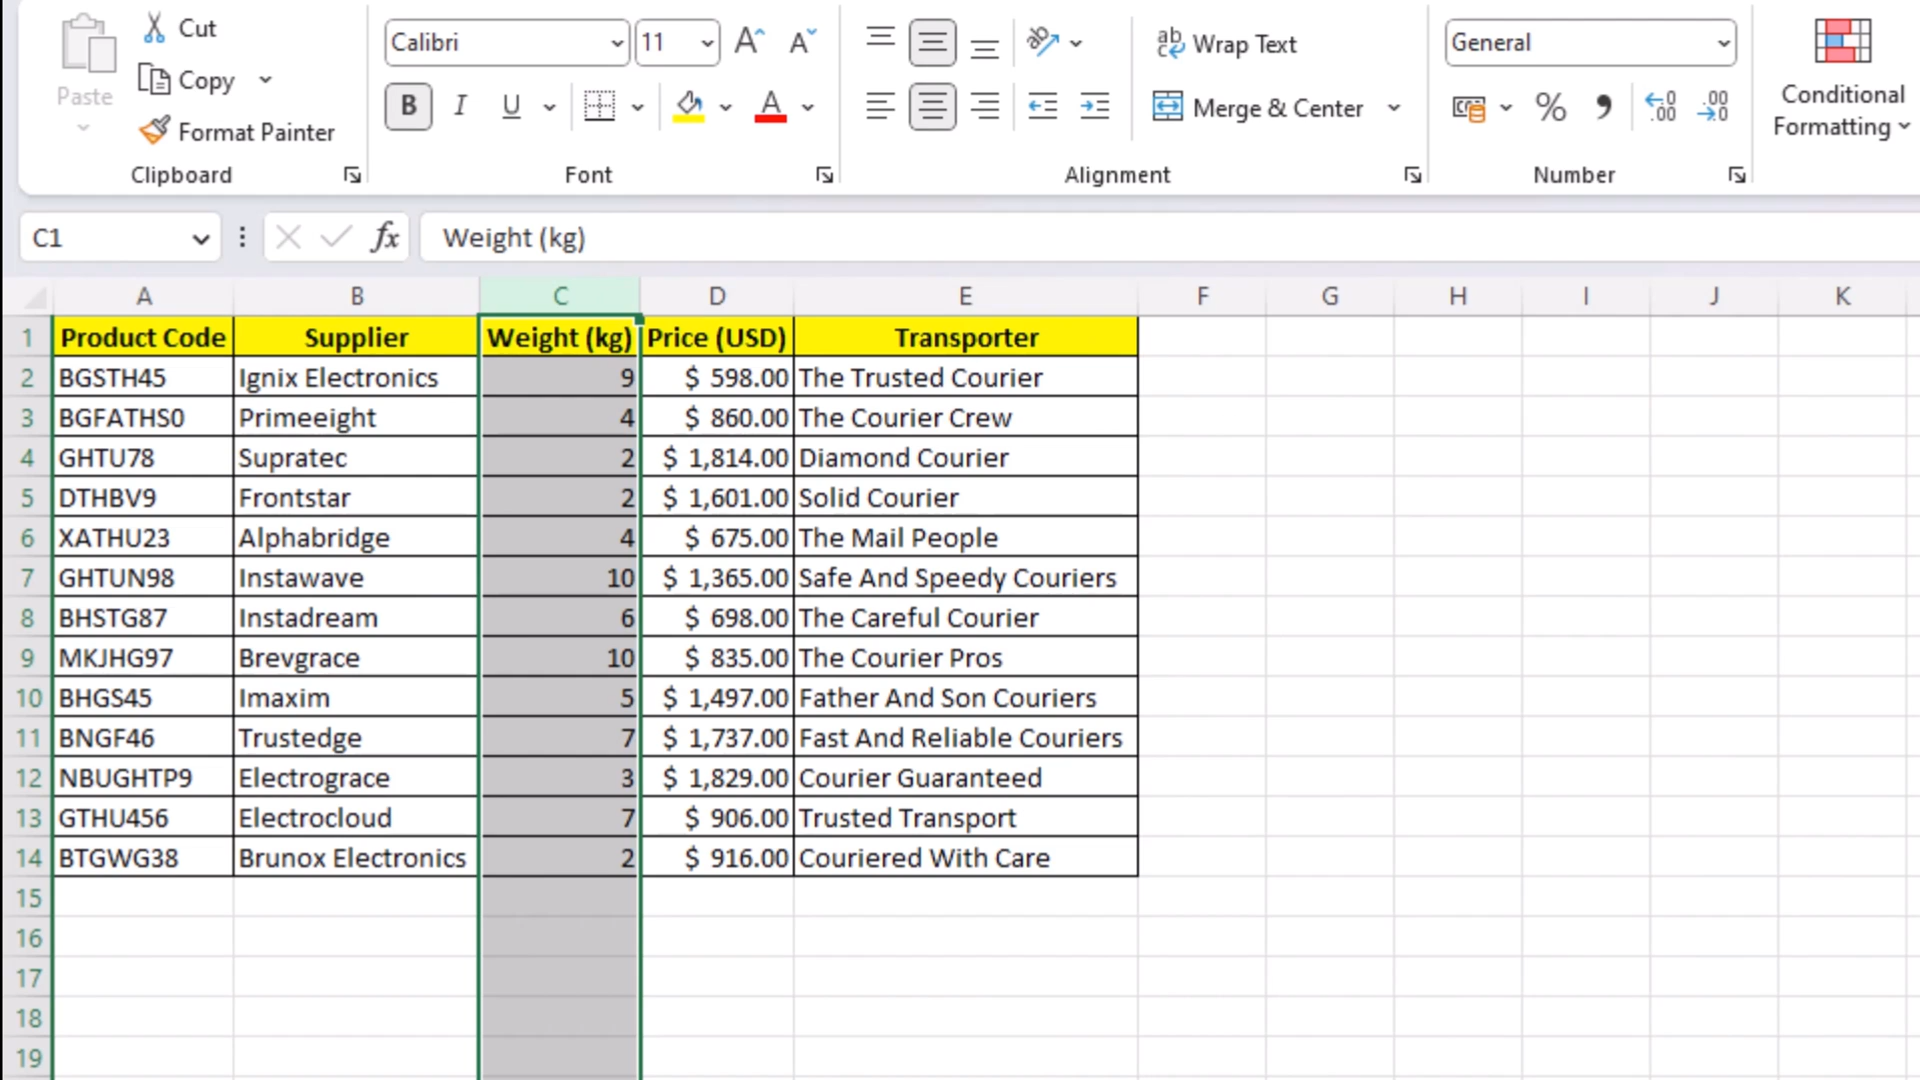 Cut
Copy
Format Painter
Paste
Clipboard
Calibri 11 A A
B I U A
Font
ab Wrap Text
Merge & Center
Alignment
General
% , .00 .00
Number
Conditional
Formatting
C1 fx Weight (kg)
A B C D E F G H I J K
1 Product Code Supplier Weight (kg) Price (USD) Transporter
2 BGSTH45 Ignix Electronics 9 $ 598.00 The Trusted Courier
3 BGFATHS0 Primeeight 4 $ 860.00 The Courier Crew
4 GHTU78 Supratec 2 $ 1,814.00 Diamond Courier
5 DTHBV9 Frontstar 2 $ 1,601.00 Solid Courier
6 XATHU23 Alphabridge 4 $ 675.00 The Mail People
7 GHTUN98 Instawave 10 $ 1,365.00 Safe And Speedy Couriers
8 BHSTG87 Instadream 6 $ 698.00 The Careful Courier
9 MKJHG97 Brevgrace 10 $ 835.00 The Courier Pros
10 BHGS45 Imaxim 5 $ 1,497.00 Father And Son Couriers
11 BNGF46 Trustedge 7 $ 1,737.00 Fast And Reliable Couriers
12 NBUGHTP9 Electrograce 3 $ 1,829.00 Courier Guaranteed
13 GTHU456 Electrocloud 7 $ 906.00 Trusted Transport
14 BTGWG38 Brunox Electronics 2 $ 916.00 Couriered With Care
15
16
17
18
19